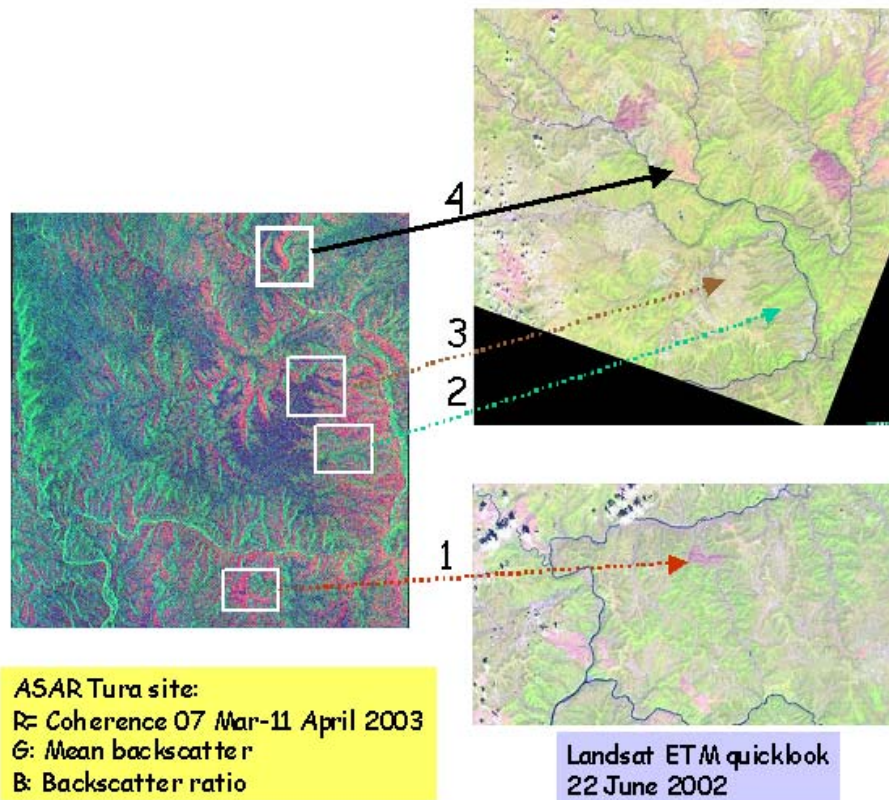 4
3
2
1
ASAR Tura site:
R= Coherence 07 Mar-11 April 2003
G: Mean backscatter
B: Backscatter ratio
Landsat ETM quicklook
22 June 2002